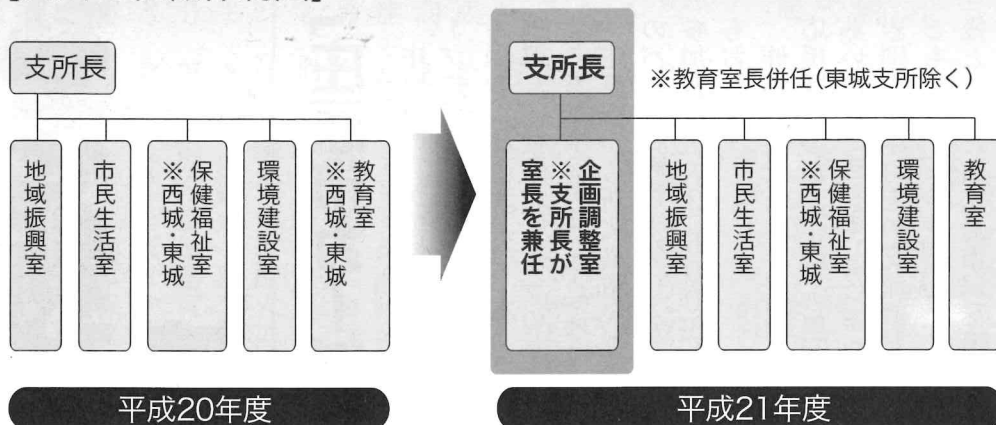 支所長
地域振興室
市民生活室
保健福祉室
※西城・東城
環境建設室
教育室
※西城・東城
平成20年度
支所長
※教育室長併任(東城支所除く)
企画調整室
※支所長が
室長を兼任
地域振興室
市民生活室
保健福祉室
※西城・東城
環境建設室
教育室
平成21年度